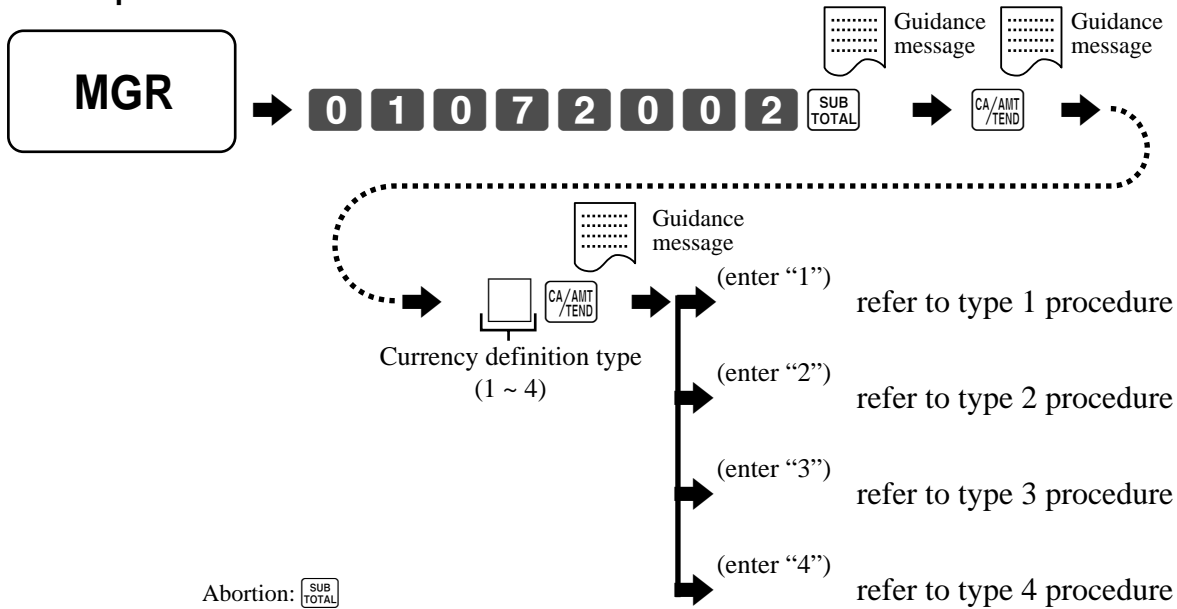 Guidance message
Guidance message
MGR
0 1 0 7 2 0 0 2 SUB TOTAL
CA/AMT /TEND
Guidance message
CA/AMT /TEND
Currency definition type
(1 ~ 4)
(enter “1”)
refer to type 1 procedure
(enter “2”)
refer to type 2 procedure
(enter “3”)
refer to type 3 procedure
(enter “4”)
refer to type 4 procedure
Abortion: SUB TOTAL